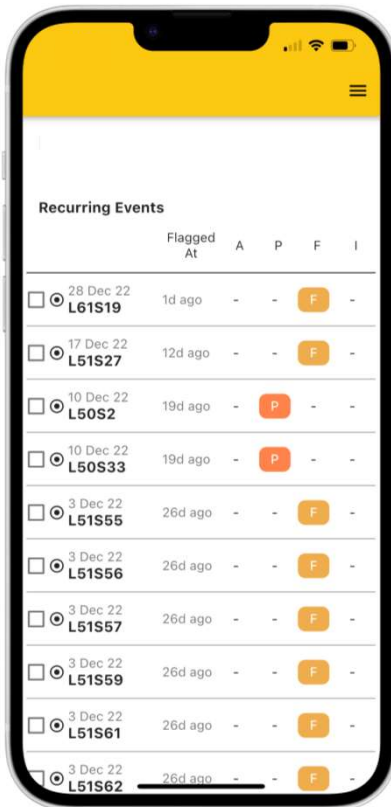 Recurring Events
Flagged At A P F I
28 Dec 22
L61S19 1d ago - - F -
17 Dec 22
L51S27 12d ago - - F -
10 Dec 22
L50S2 19d ago - P - -
10 Dec 22
L50S33 19d ago - P - -
3 Dec 22
L51S55 26d ago - - F -
3 Dec 22
L51S56 26d ago - - F -
3 Dec 22
L51S57 26d ago - - F -
3 Dec 22
L51S59 26d ago - - F -
3 Dec 22
L51S61 26d ago - - F -
3 Dec 22
L51S62 26d ago - - F -